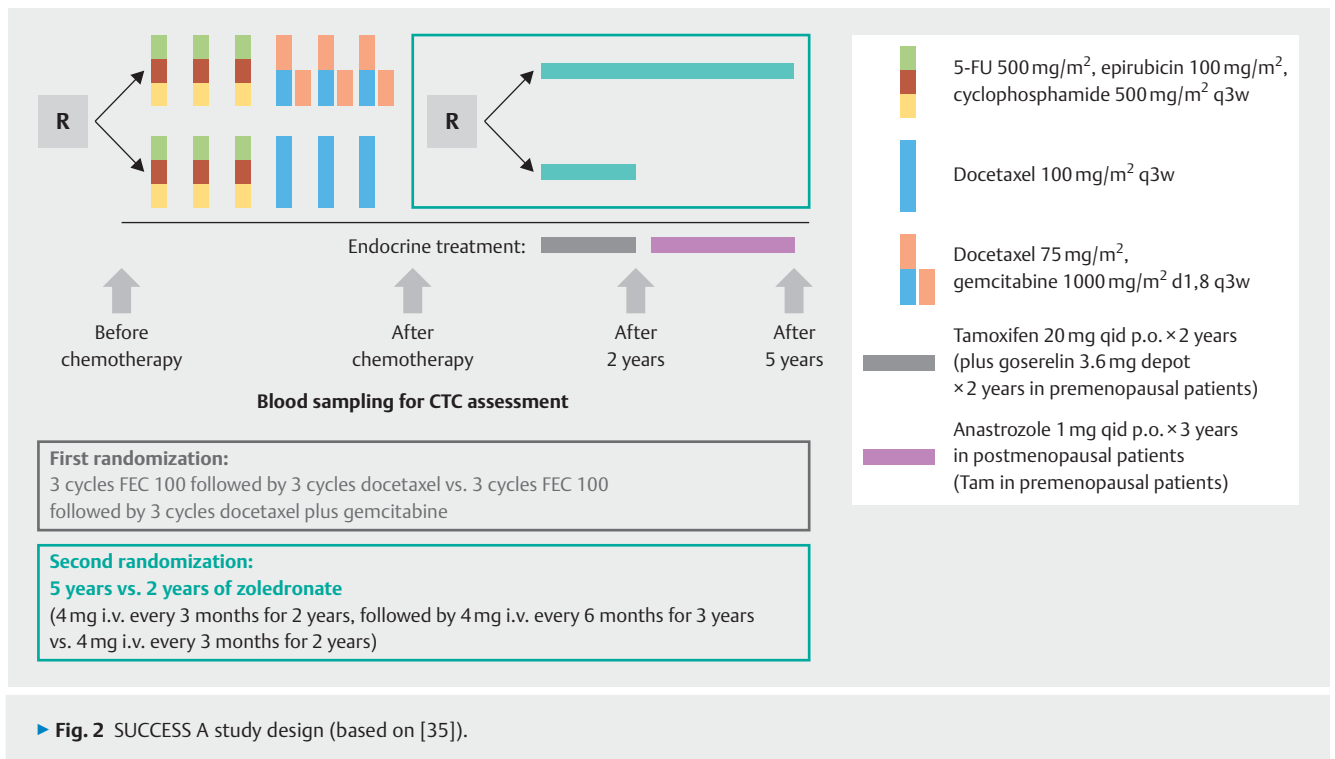 R
R
Endocrine treatment:
Before
chemotherapy
After
chemotherapy
After
2 years
After
5 years
Blood sampling for CTC assessment
First randomization:
3 cycles FEC 100 followed by 3 cycles docetaxel vs. 3 cycles FEC 100
followed by 3 cycles docetaxel plus gemcitabine
Second randomization:
5 years vs. 2 years of zoledronate
(4 mg i.v. every 3 months for 2 years, followed by 4 mg i.v. every 6 months for 3 years
vs. 4 mg i.v. every 3 months for 2 years)
5-FU 500 mg/m², epirubicin 100 mg/m²,
cyclophosphamide 500 mg/m² q3w
Docetaxel 100 mg/m² q3w
Docetaxel 75 mg/m²,
gemcitabine 1000 mg/m² d1,8 q3w
Tamoxifen 20 mg qid p.o. × 2 years
(plus goserelin 3.6 mg depot
× 2 years in premenopausal patients)
Anastrozole 1 mg qid p.o. × 3 years
in postmenopausal patients
(Tam in premenopausal patients)
▶ Fig. 2 SUCCESS A study design (based on [35]).